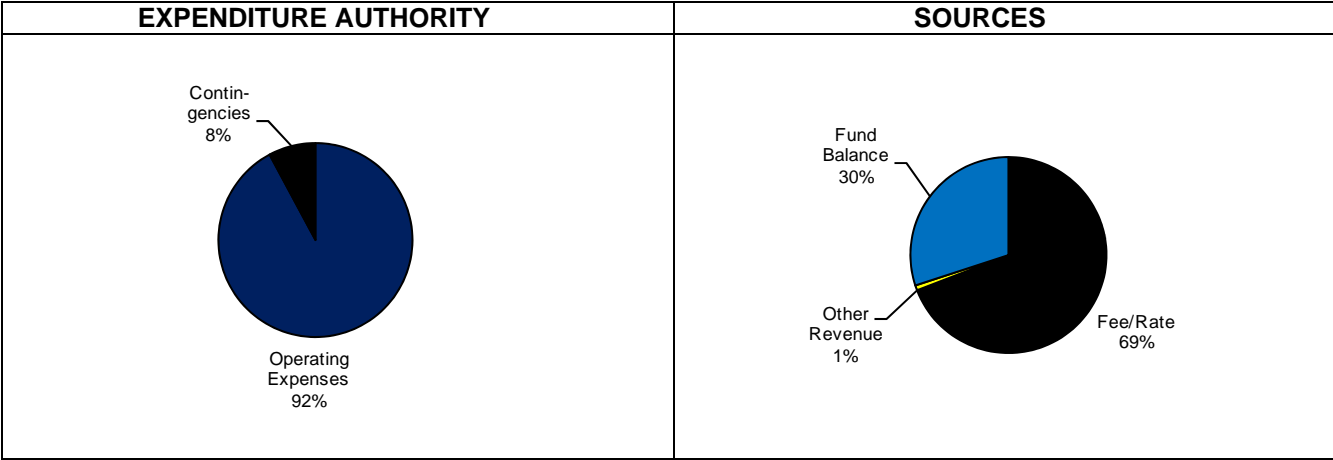 EXPENDITURE AUTHORITY
Contin-
gencies
8%
Operating
Expenses
92%
SOURCES
Fund
Balance
30%
Other
Revenue
1%
Fee/Rate
69%